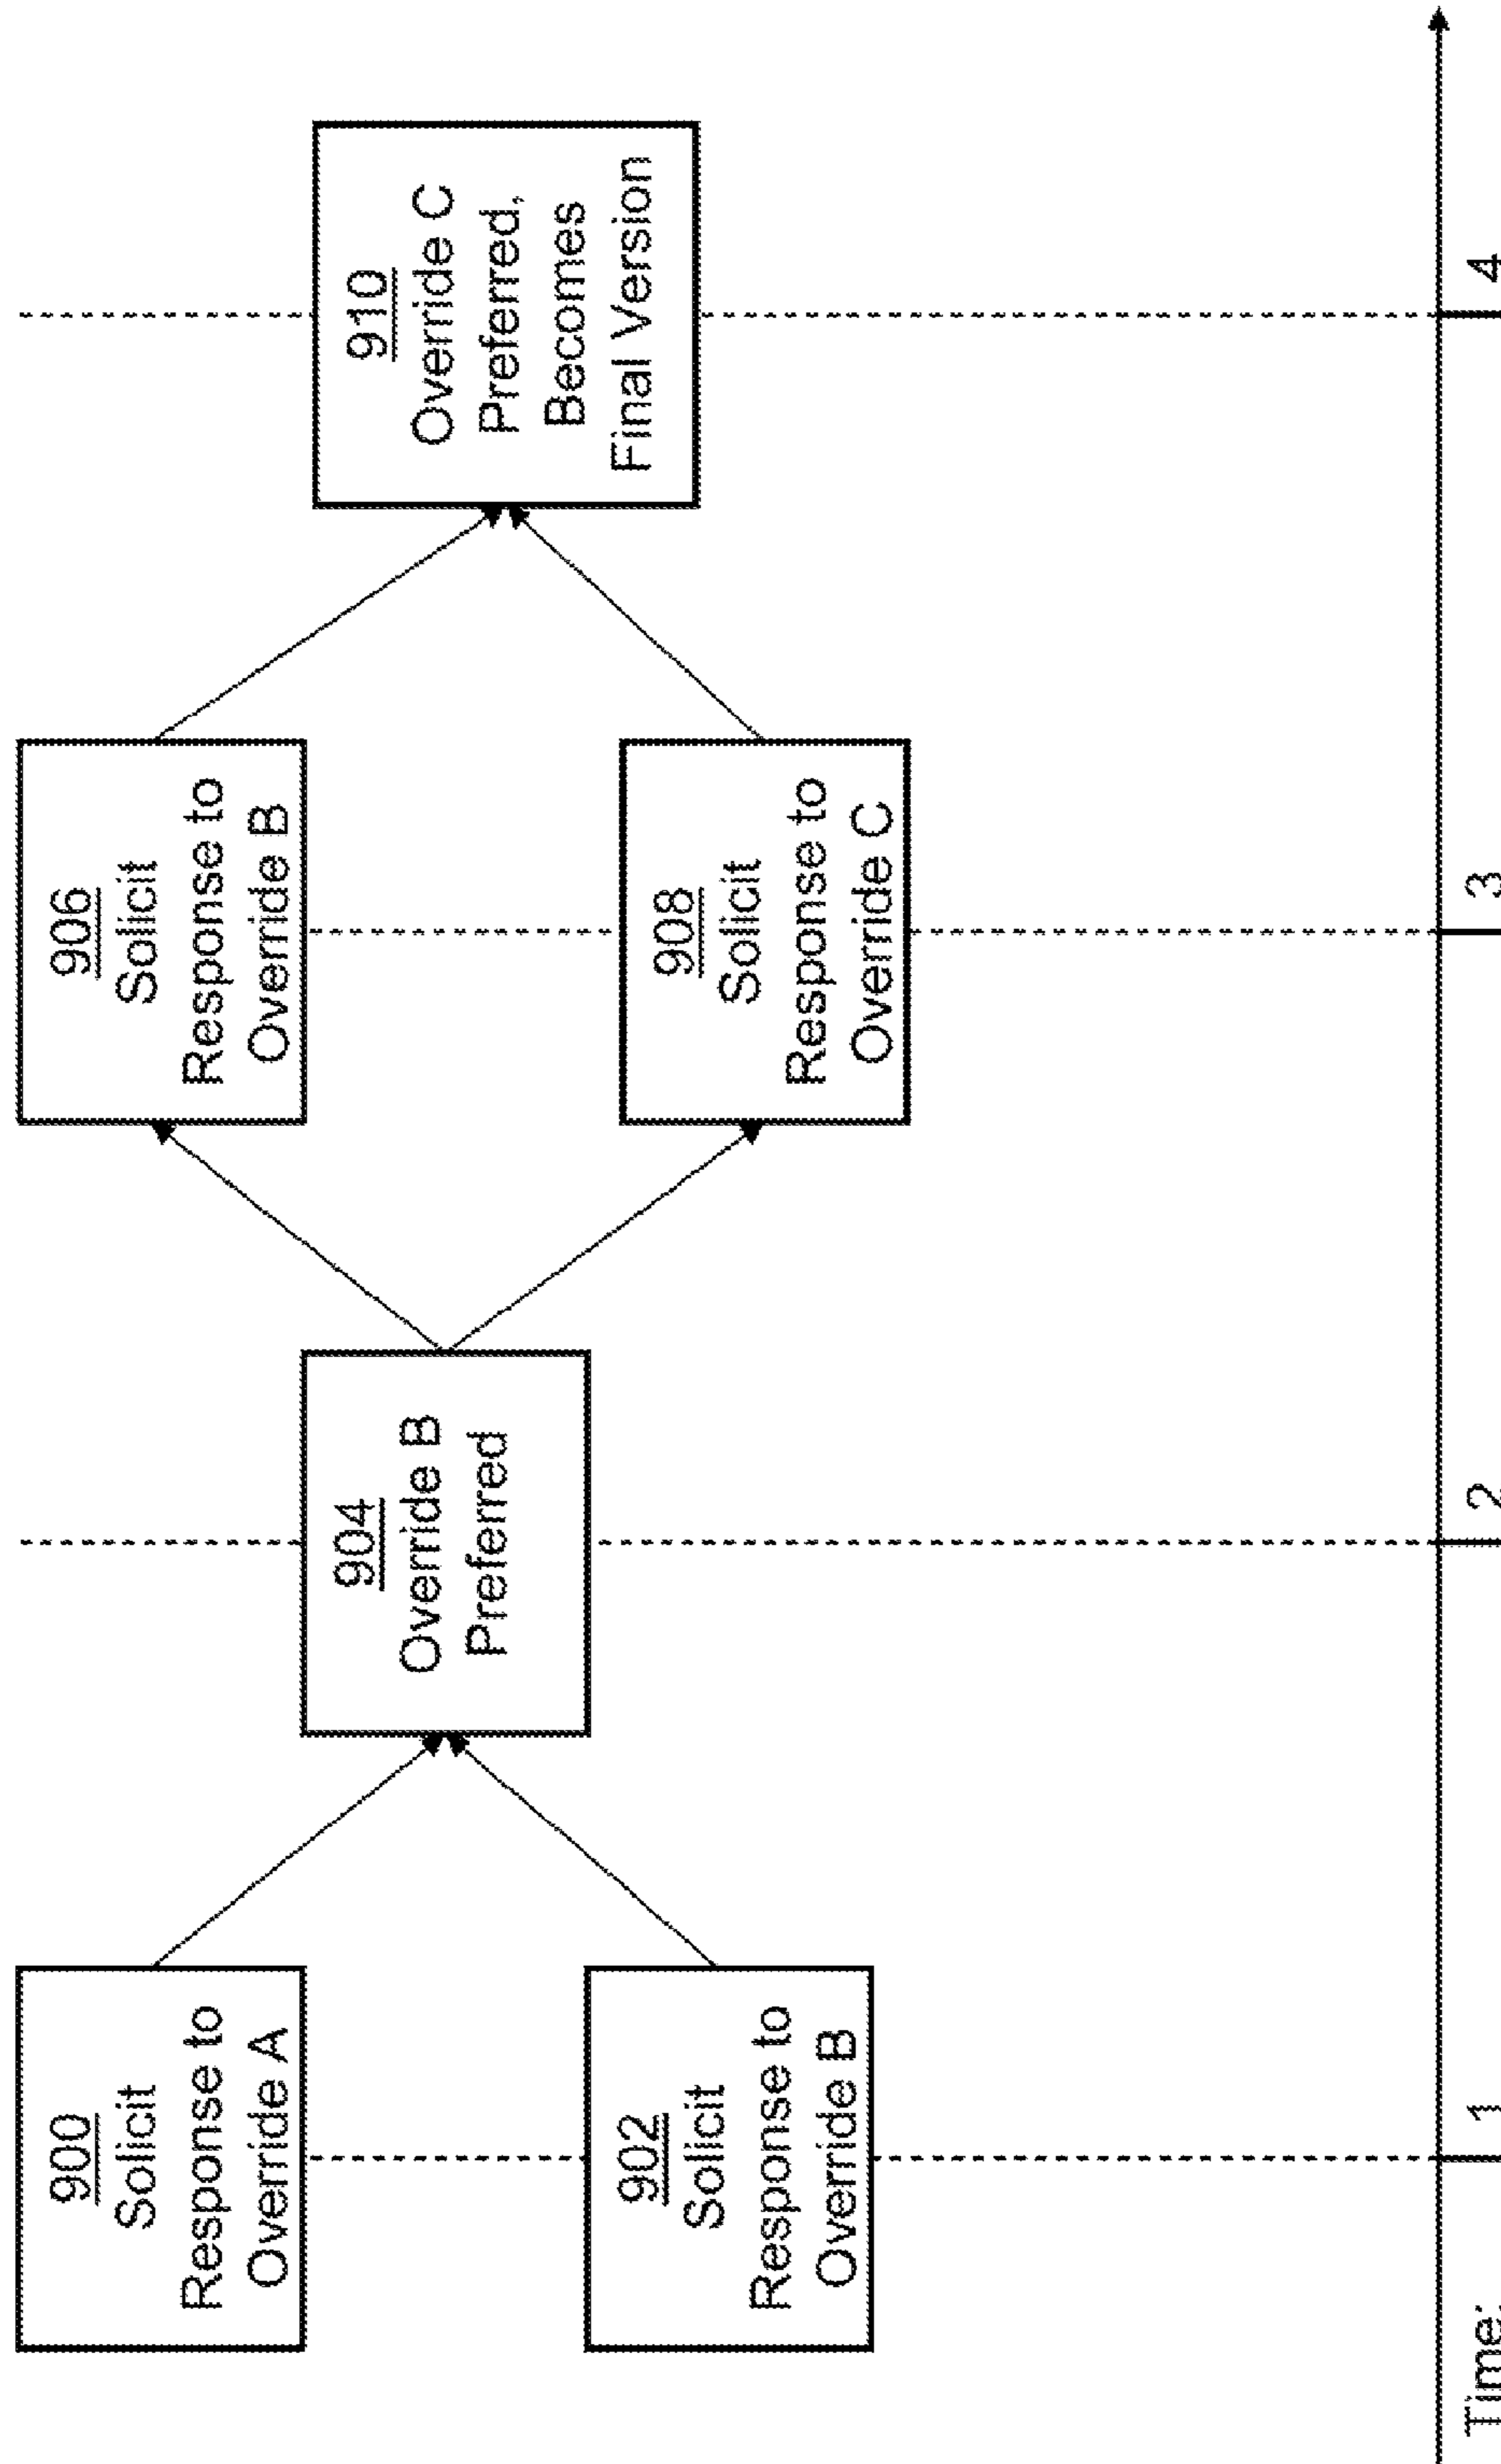 900
Solicit
Response to
Override A
902
Solicit
Response to
Override B
904
Override B
Preferred
906
Solicit
Response to
Override B
908
Solicit
Response to
Override C
910
Override C
Preferred,
Becomes
Final Version
Time:
1
2
3
4